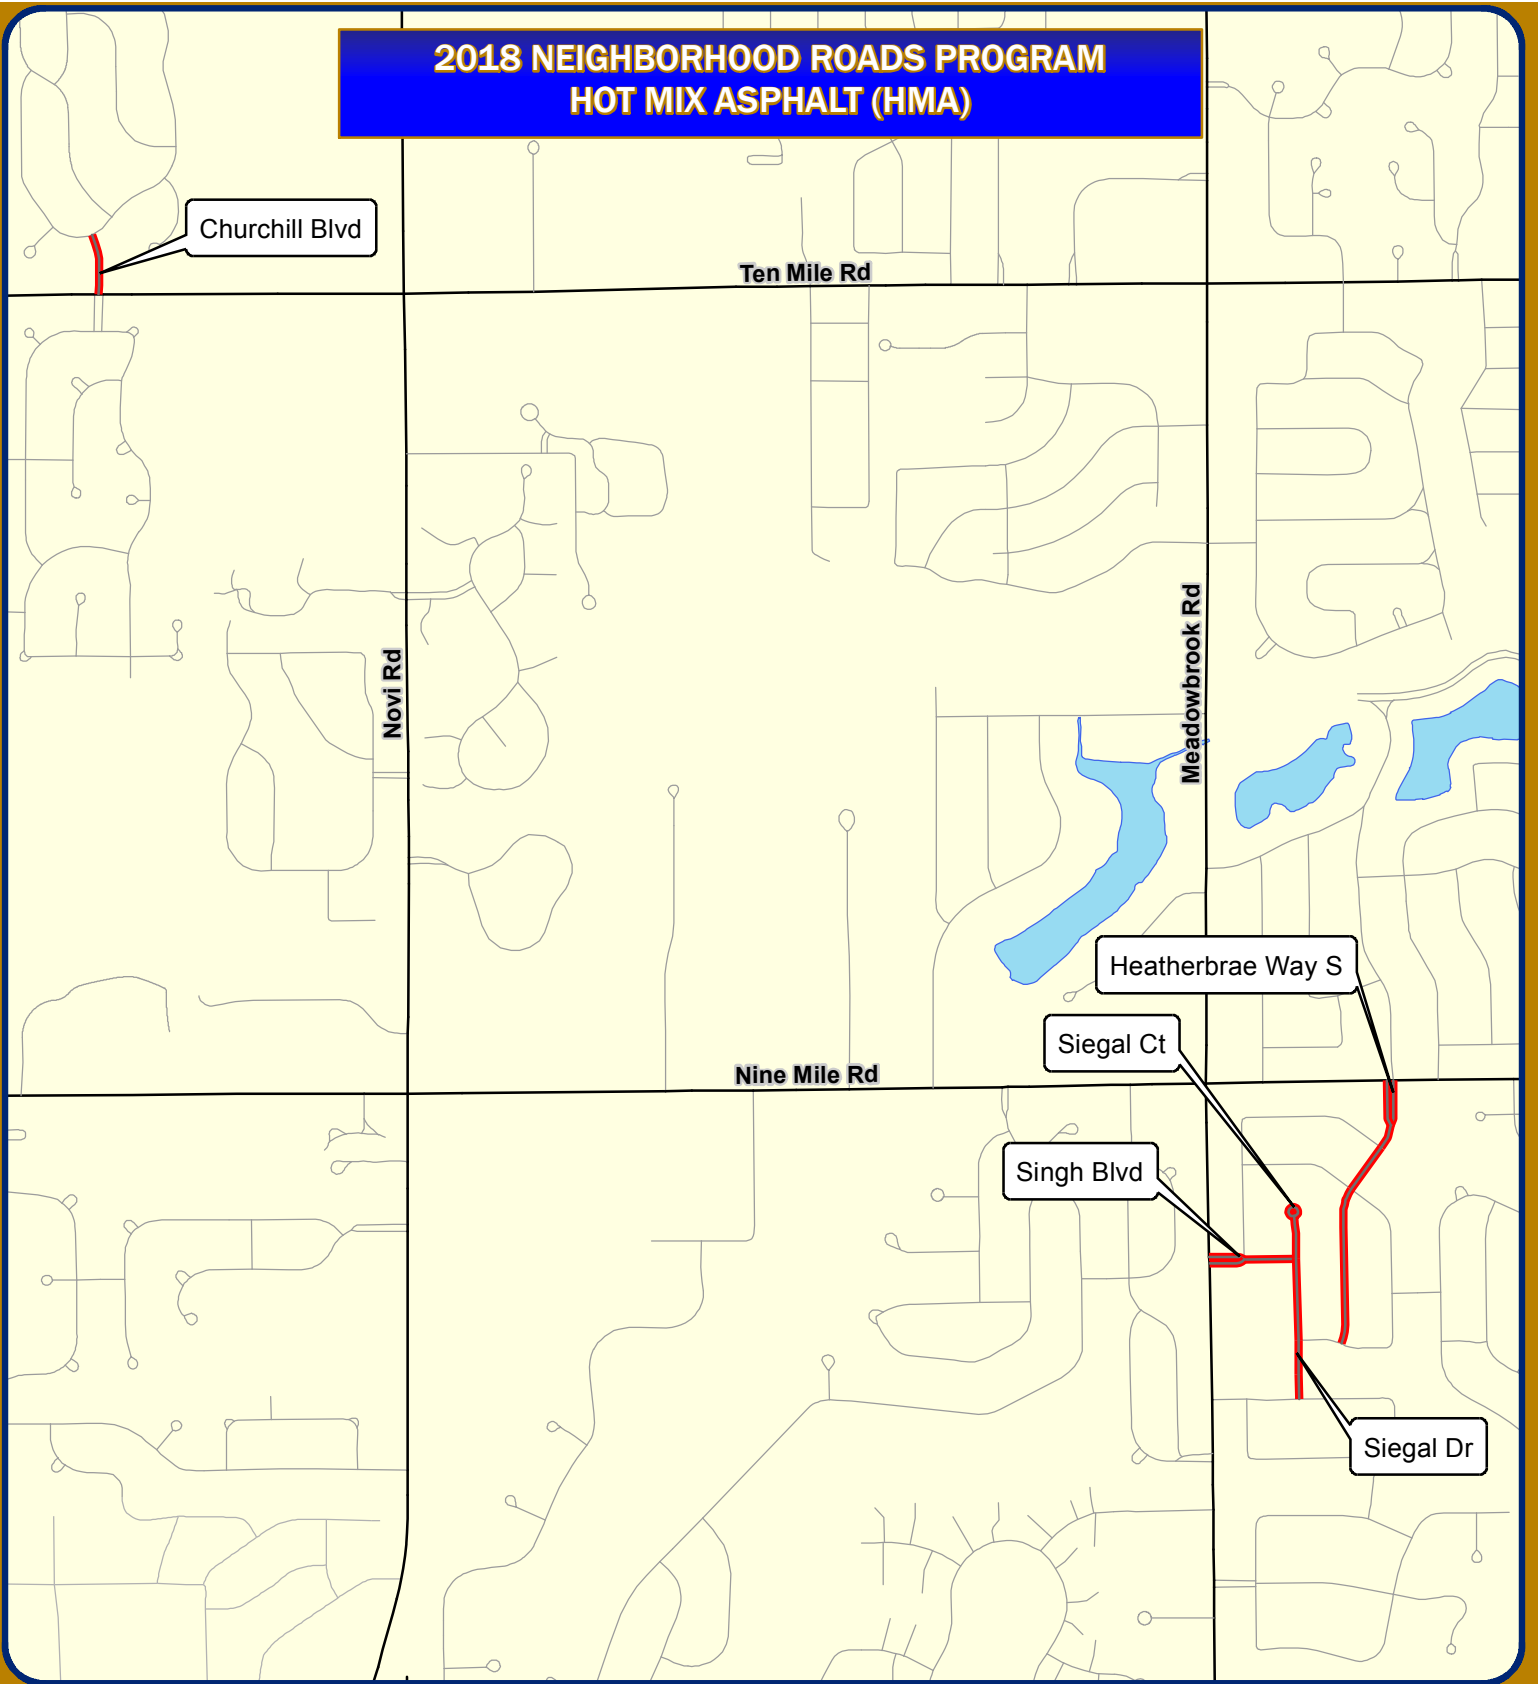 2018 NEIGHBORHOOD ROADS PROGRAM
HOT MIX ASPHALT (HMA)
Churchill Blvd
Ten Mile Rd
Novi Rd
Meadowbrook Rd
Heatherbrae Way S
Siegal Ct
Nine Mile Rd
Singh Blvd
Siegal Dr